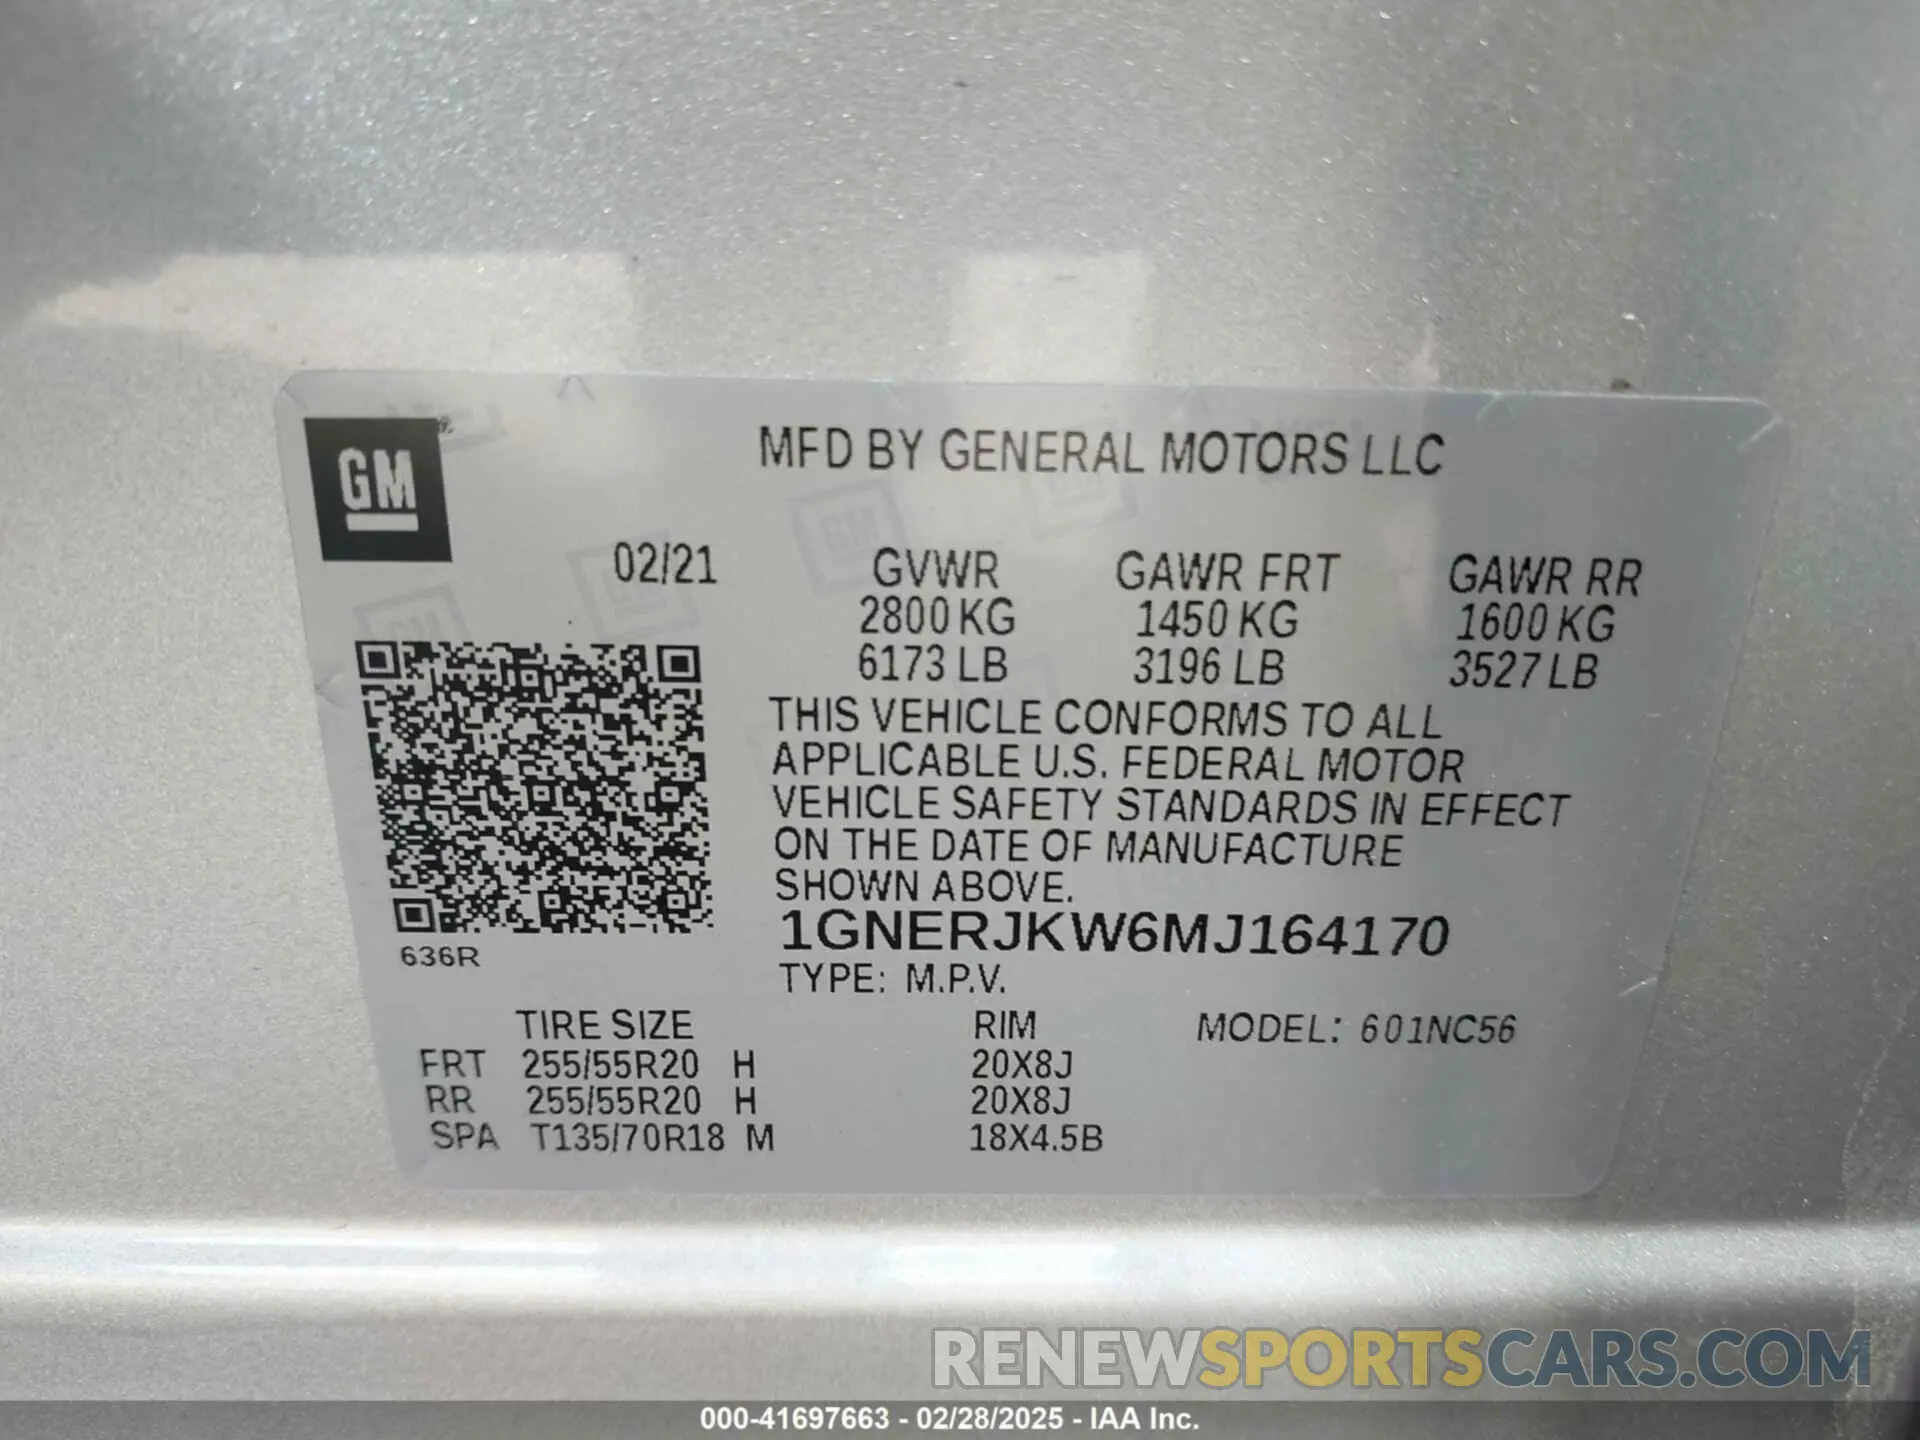 GM
MFD BY GENERAL MOTORS LLC
02/21 GVWR GAWR FRT GAWR RR
2800 KG 1450 KG 1600 KG
6173 LB 3196 LB 3527 LB
THIS VEHICLE CONFORMS TO ALL
APPLICABLE U.S. FEDERAL MOTOR
VEHICLE SAFETY STANDARDS IN EFFECT
ON THE DATE OF MANUFACTURE
SHOWN ABOVE.
1GNERJKW6MJ164170
636R
TYPE: M.P.V.
TIRE SIZE RIM MODEL: 601NC56
FRT 255/55R20 H 20X8J
RR 255/55R20 H 20X8J
SPA T135/70R18 M 18X4.5B
RENEWSPORTSCARS.COM
000-41697663 - 02/28/2025 - IAA Inc.